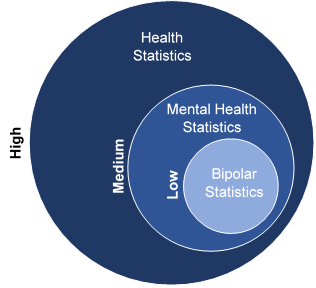 Health
Statistics
High
Mental Health
Statistics
Medium
Bipolar
Statistics
Low